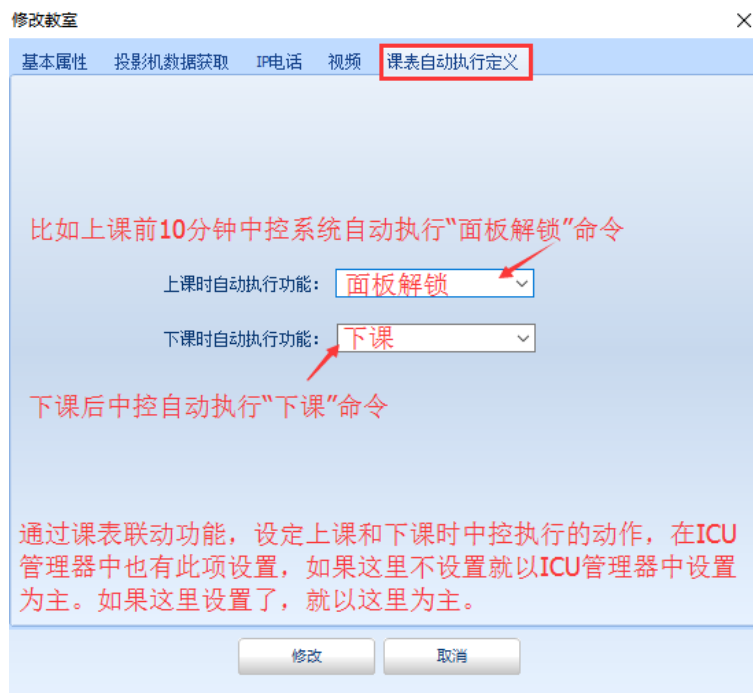 修改教室
基本属性 投影机数据获取 IP电话 视频 课表自动执行定义
比如上课前10分钟中控系统自动执行“面板解锁”命令
上课时自动执行功能： 面板解锁
下课时自动执行功能： 下课
下课后中控自动执行“下课”命令
通过课表联动功能，设定上课和下课时中控执行的动作，在ICU
管理器中也有此项设置，如果这里不设置就以ICU管理器中设置
为主。如果这里设置了，就以这里为主。
修改 取消